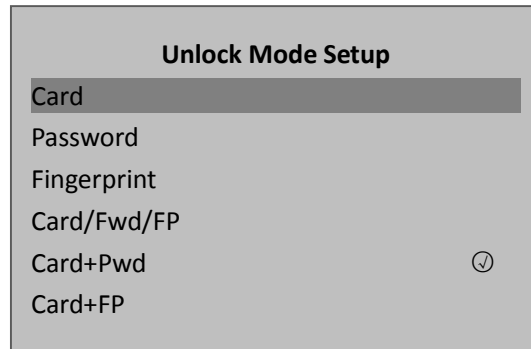 Unlock Mode Setup
Card
Password
Fingerprint
Card/Fwd/FP
Card+Pwd
Card+FP